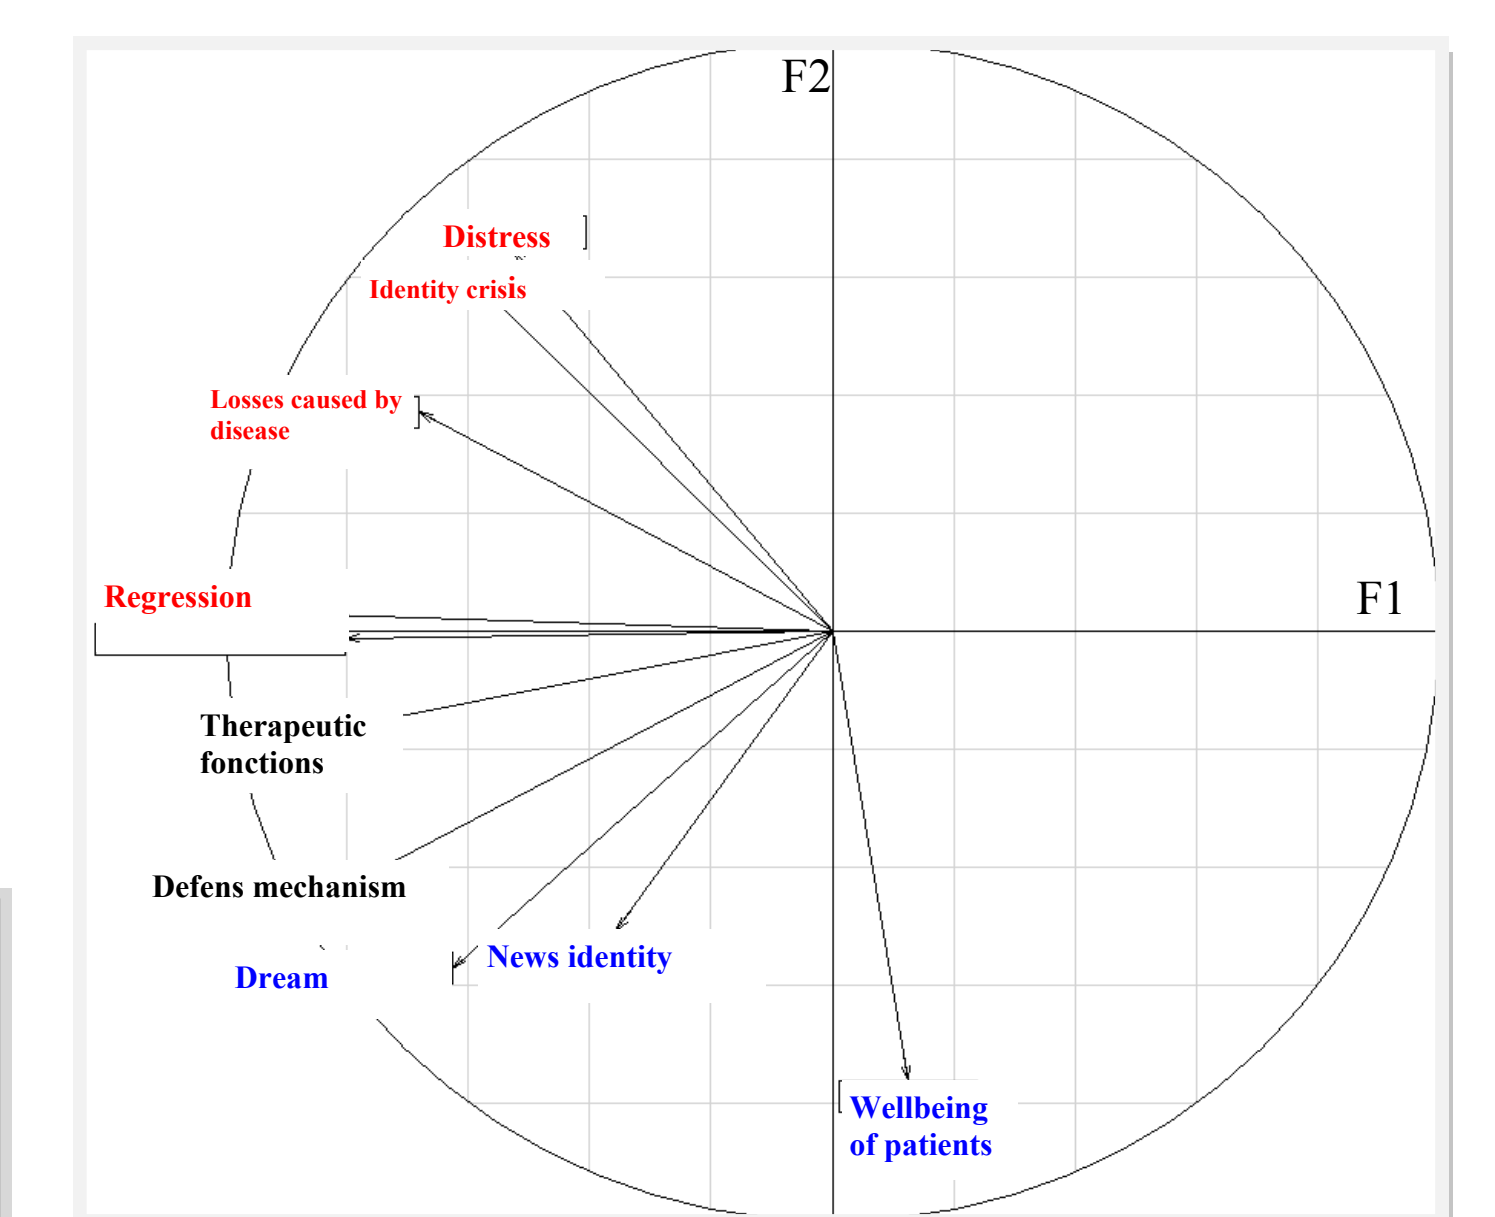 F2
Distress
Identity crisis
Losses caused by
disease
Regression
F1
Therapeutic
fonctions
Defens mechanism
News identity
Dream
Wellbeing
of patients